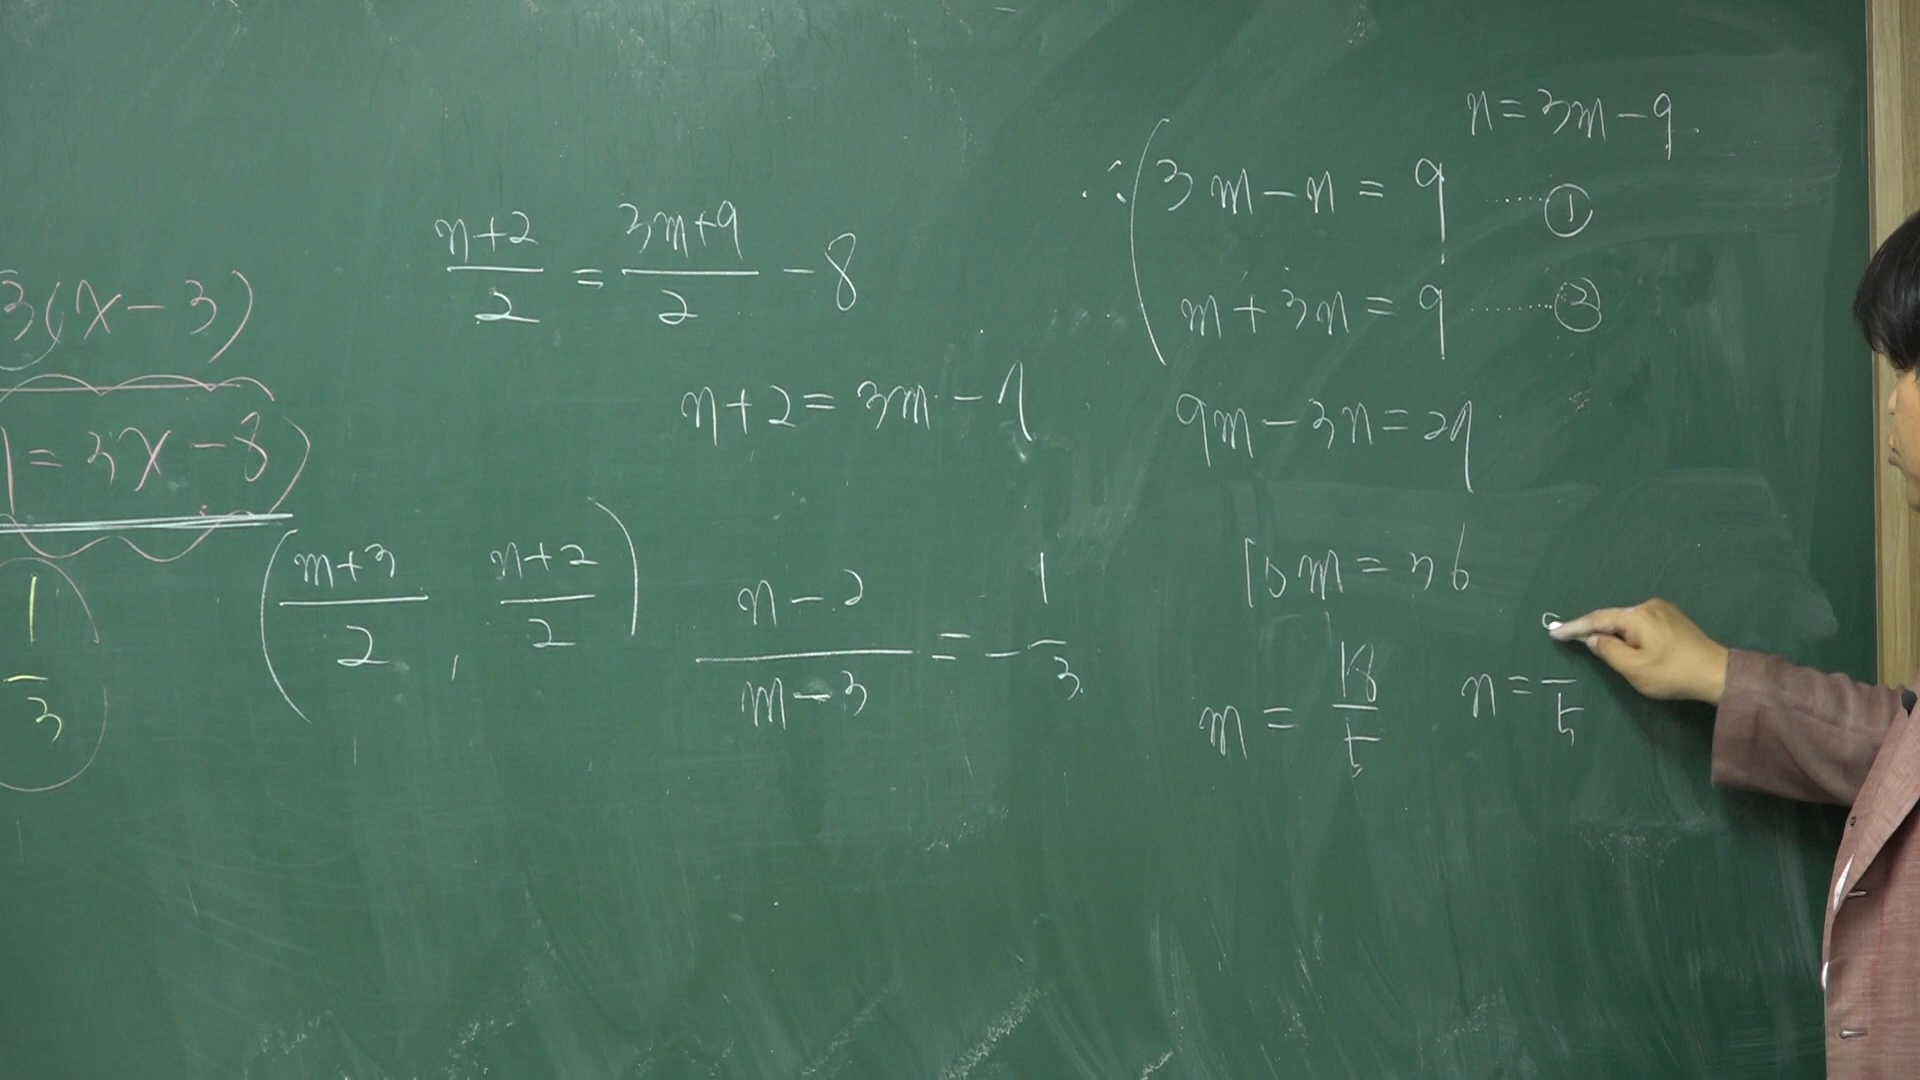 3(x-3)
y=3x-8)
1/3
(n+2)/2 = (3m+9)/2 - 8
n+2 = 3m-7
((m+3)/2, (n+2)/2)
(n-2)/(m-3) = -1/3
n=3m-9
∴ ( 3m-n=9 ……①
m+3n=9 ……②
9m-3n=27
10m=36
m = 18/5
n = /5